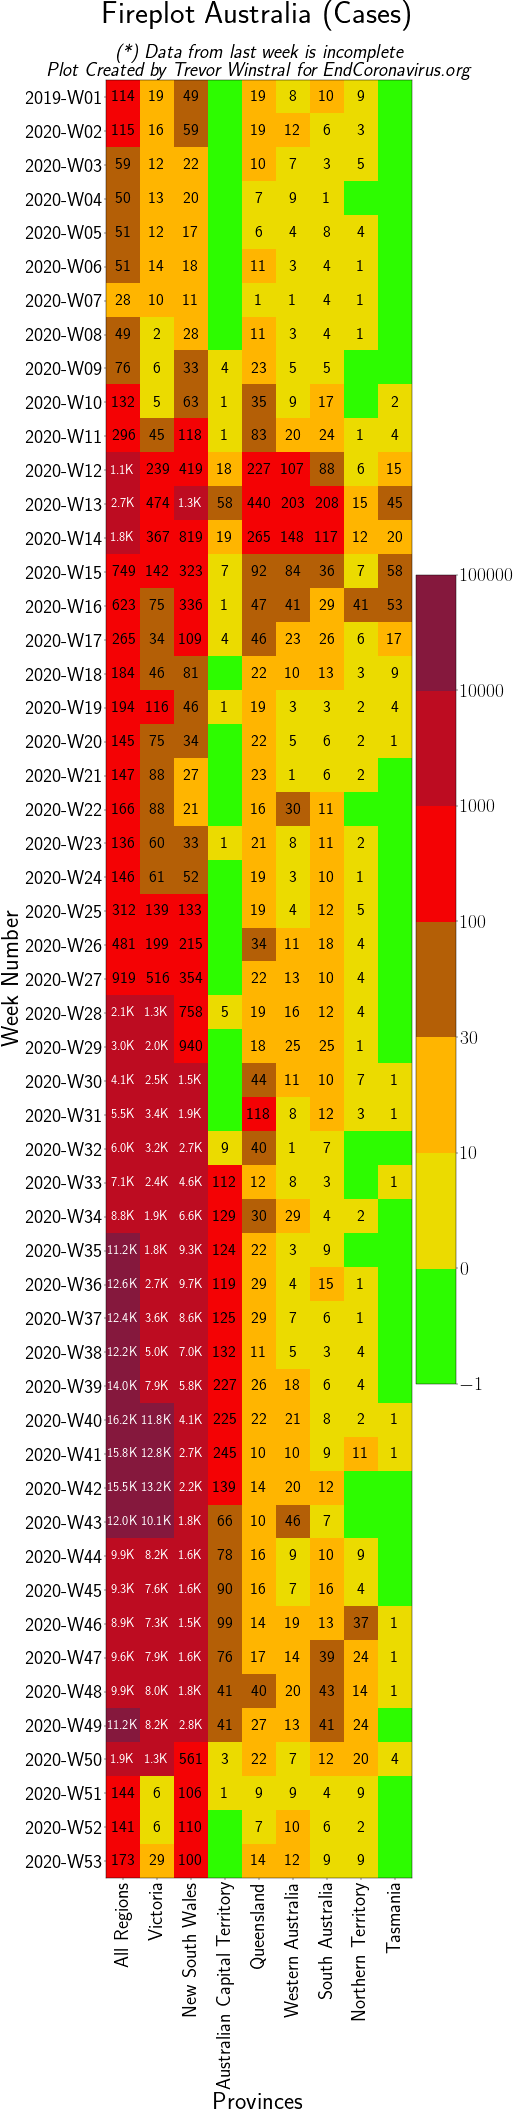 Fireplot Australia (Cases)
(*) Data from last week is incomplete
Plot Created by Trevor Winstral for EndCoronavirus.org
2019-W01 114 19 49 19 8 10 9
2020-W02 115 16 59 19 12 6 3
2020-W03 59 12 22 10 7 3 5
2020-W04 50 13 20 7 9 1
2020-W05 51 12 17 6 4 8 4
2020-W06 51 14 18 11 3 4 1
2020-W07 28 10 11 1 1 4 1
2020-W08 49 2 28 11 3 4 1
2020-W09 76 6 33 4 23 5 5
2020-W10 132 5 63 1 35 9 17 2
2020-W11 296 45 118 1 83 20 24 1 4
2020-W12 1.1K 239 419 18 227 107 88 6 15
2020-W13 2.7K 474 1.3K 58 440 203 208 15 45
2020-W14 1.8K 367 819 19 265 148 117 12 20
2020-W15 749 142 323 7 92 84 36 7 58
2020-W16 623 75 336 1 47 41 29 41 53
2020-W17 265 34 109 4 46 23 26 6 17
2020-W18 184 46 81 22 10 13 3 9
2020-W19 194 116 46 1 19 3 3 2 4
2020-W20 145 75 34 22 5 6 2 1
2020-W21 147 88 27 23 1 6 2
2020-W22 166 88 21 16 30 11
2020-W23 136 60 33 1 21 8 11 2
2020-W24 146 61 52 19 3 10 1
2020-W25 312 139 133 19 4 12 5
2020-W26 481 199 215 34 11 18 4
2020-W27 919 516 354 22 13 10 4
2020-W28 2.1K 1.3K 758 5 19 16 12 4
2020-W29 3.0K 2.0K 940 18 25 25 1
2020-W30 4.1K 2.5K 1.5K 44 11 10 7 1
2020-W31 5.5K 3.4K 1.9K 118 8 12 3 1
2020-W32 6.0K 3.2K 2.7K 9 40 1 7
2020-W33 7.1K 2.4K 4.6K 112 12 8 3 1
2020-W34 8.8K 1.9K 6.6K 129 30 29 4 2
2020-W35 11.2K 1.8K 9.3K 124 22 3 9
2020-W36 12.6K 2.7K 9.7K 119 29 4 15 1
2020-W37 12.4K 3.6K 8.6K 125 29 7 6 1
2020-W38 12.2K 5.0K 7.0K 132 11 5 3 4
2020-W39 14.0K 7.9K 5.8K 227 26 18 6 4
2020-W40 16.2K 11.8K 4.1K 225 22 21 8 2 1
2020-W41 15.8K 12.8K 2.7K 245 10 10 9 11 1
2020-W42 15.5K 13.2K 2.2K 139 14 20 12
2020-W43 12.0K 10.1K 1.8K 66 10 46 7
2020-W44 9.9K 8.2K 1.6K 78 16 9 10 9
2020-W45 9.3K 7.6K 1.6K 90 16 7 16 4
2020-W46 8.9K 7.3K 1.5K 99 14 19 13 37 1
2020-W47 9.6K 7.9K 1.6K 76 17 14 39 24 1
2020-W48 9.9K 8.0K 1.8K 41 40 20 43 14 1
2020-W49 11.2K 8.2K 2.8K 41 27 13 41 24
2020-W50 1.9K 1.3K 561 3 22 7 12 20 4
2020-W51 144 6 106 1 9 9 4 9
2020-W52 141 6 110 7 10 6 2
2020-W53 173 29 100 14 12 9 9
Week Number
100000
10000
1000
100
30
10
0
−1
All Regions
Victoria
New South Wales
Australian Capital Territory
Queensland
Western Australia
South Australia
Northern Territory
Tasmania
Provinces